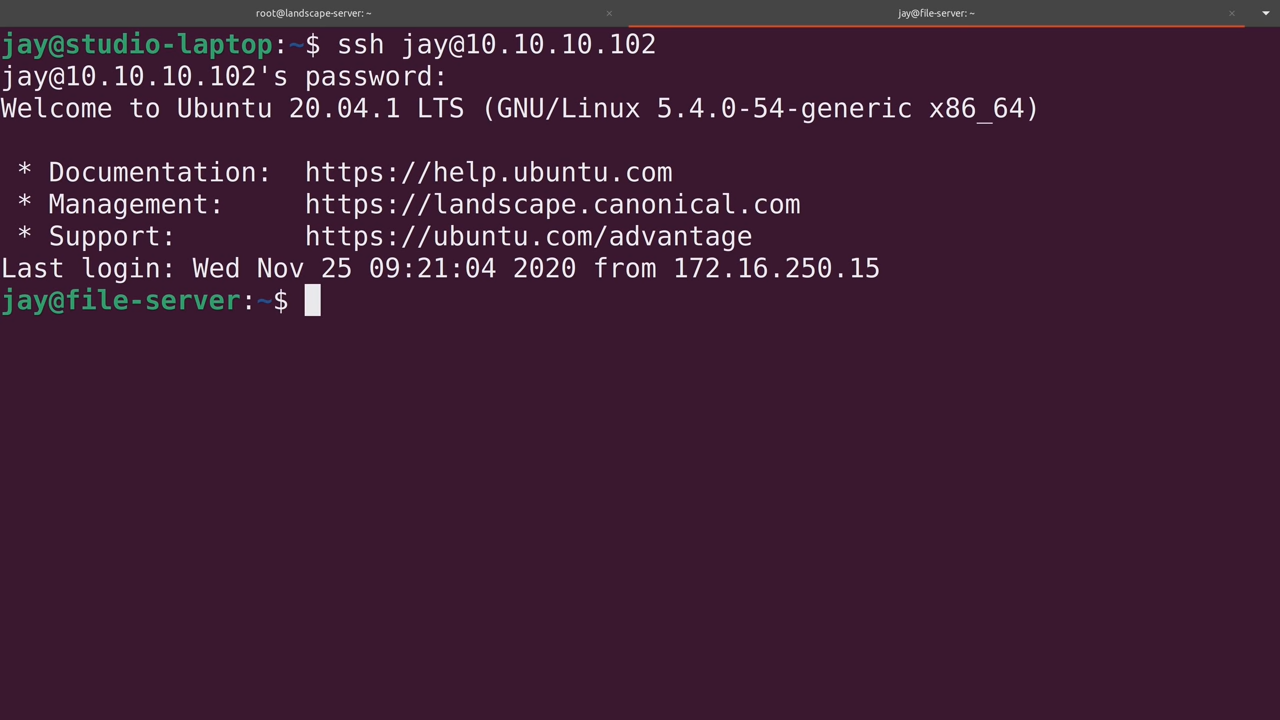 root@landscape-server: ~ × jay@file-server: ~ ×
jay@studio-laptop:~$ ssh jay@10.10.10.102
jay@10.10.10.102's password:
Welcome to Ubuntu 20.04.1 LTS (GNU/Linux 5.4.0-54-generic x86_64)
* Documentation:  https://help.ubuntu.com
* Management:     https://landscape.canonical.com
* Support:        https://ubuntu.com/advantage
Last login: Wed Nov 25 09:21:04 2020 from 172.16.250.15
jay@file-server:~$